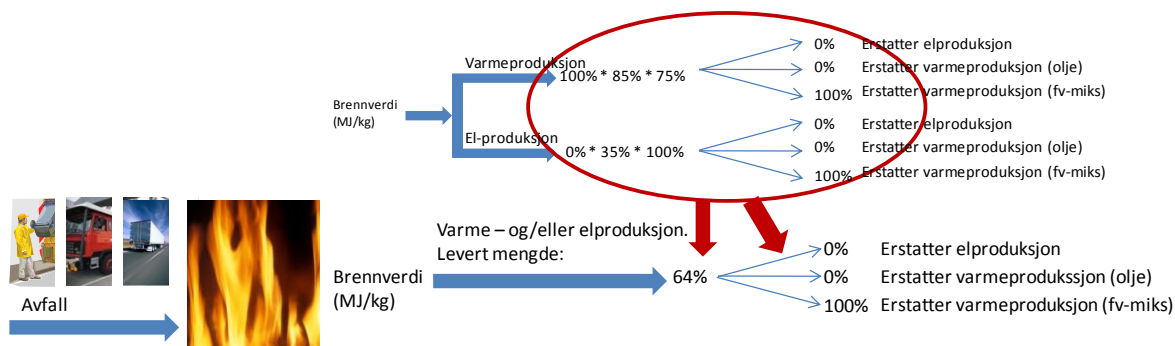 Varmeproduksjon
100% * 85% * 75%
0% Erstatter elproduksjon
0% Erstatter varmeproduksjon (olje)
100% Erstatter varmeproduksjon (fv-miks)
Brennverdi
(MJ/kg)
El-produksjon
0% * 35% * 100%
0% Erstatter elproduksjon
0% Erstatter varmeproduksjon (olje)
100% Erstatter varmeproduksjon (fv-miks)
Avfall
Brennverdi
(MJ/kg)
Varme – og/eller elproduksjon.
Levert mengde:
64%
0% Erstatter elproduksjon
0% Erstatter varmeprodukssjon (olje)
100% Erstatter varmeproduksjon (fv-miks)